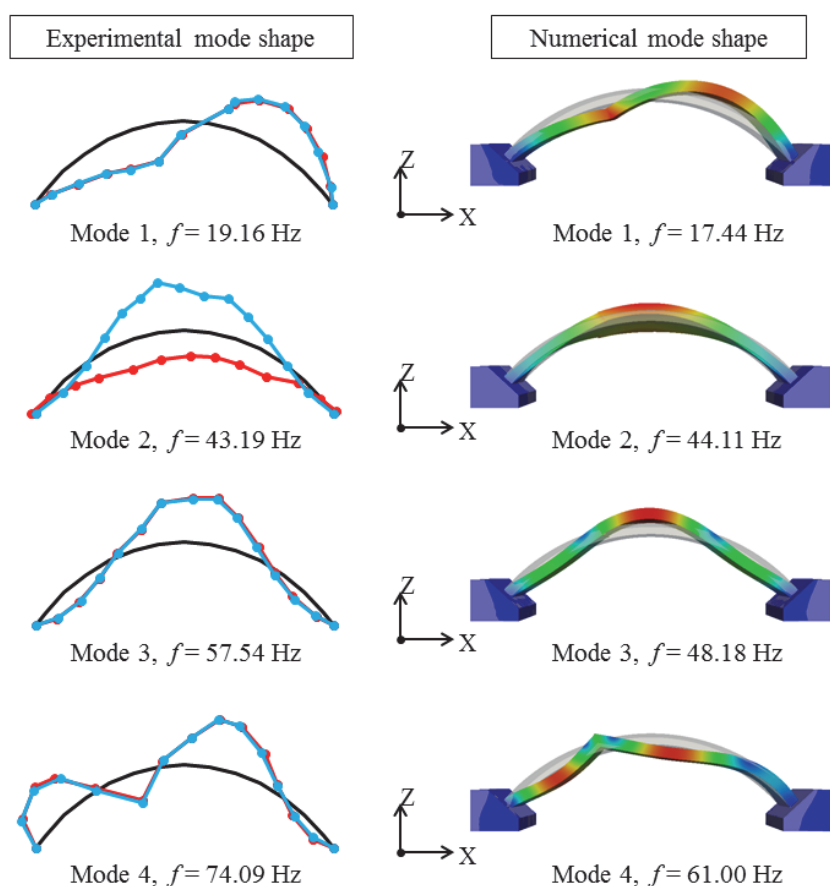 Experimental mode shape
Numerical mode shape
Z
X
Mode 1, f = 19.16 Hz
Mode 1, f = 17.44 Hz
Z
X
Mode 2, f = 43.19 Hz
Mode 2, f = 44.11 Hz
Z
X
Mode 3, f = 57.54 Hz
Mode 3, f = 48.18 Hz
Z
X
Mode 4, f = 74.09 Hz
Mode 4, f = 61.00 Hz